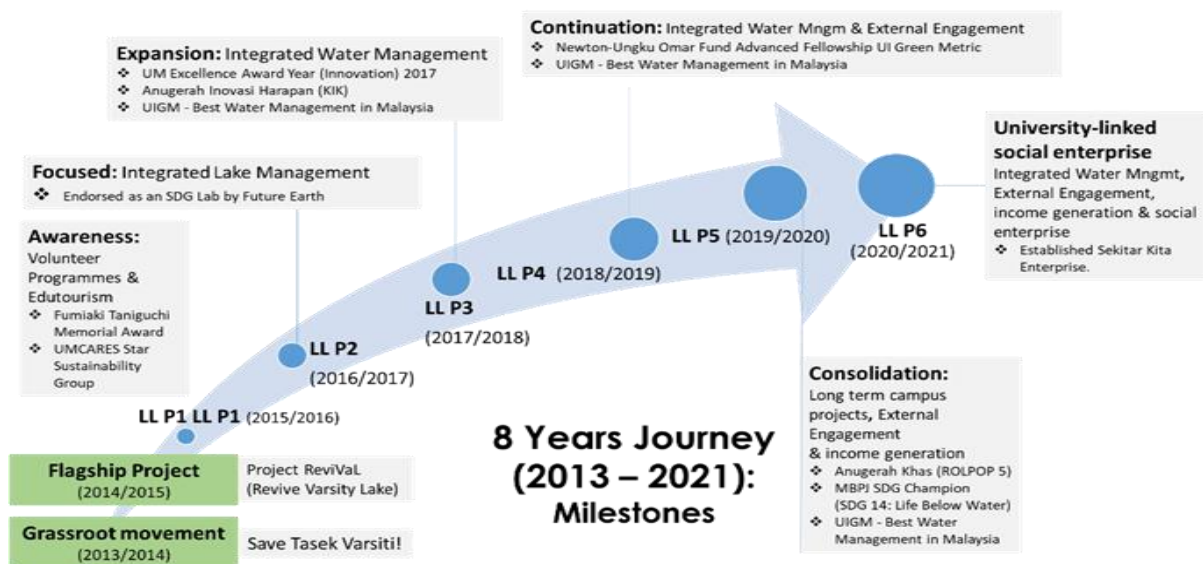 Continuation: Integrated Water Mngm & External Engagement
❖ Newton-Ungku Omar Fund Advanced Fellowship UI Green Metric
❖ UIGM - Best Water Management in Malaysia
Expansion: Integrated Water Management
❖ UM Excellence Award Year (Innovation) 2017
❖ Anugerah Inovasi Harapan (KIK)
❖ UIGM - Best Water Management in Malaysia
Focused: Integrated Lake Management
❖ Endorsed as an SDG Lab by Future Earth
Awareness:
Volunteer
Programmes &
Edutourism
❖ Fumiaki Taniguchi
Memorial Award
❖ UMCARES Star
Sustainability
Group
University-linked
social enterprise
Integrated Water Mngmt,
External Engagement,
income generation & social
enterprise
❖ Established Sekitar Kita
Enterprise.
LL P6
(2020/2021)
LL P5 (2019/2020)
LL P4 (2018/2019)
LL P3
(2017/2018)
LL P2
(2016/2017)
LL P1 LL P1 (2015/2016)
Flagship Project
(2014/2015)
Project ReviVaL
(Revive Varsity Lake)
Grassroot movement
(2013/2014)
Save Tasek Varsiti!
8 Years Journey
(2013 – 2021):
Milestones
Consolidation:
Long term campus
projects, External
Engagement
& income generation
❖ Anugerah Khas (ROLPOP 5)
❖ MBPJ SDG Champion
(SDG 14: Life Below Water)
❖ UIGM - Best Water
Management in Malaysia